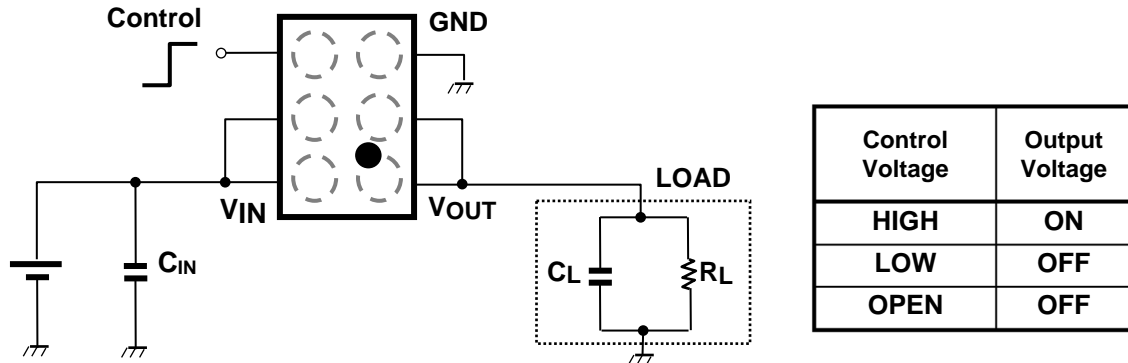 Control
GND
VIN
VOUT
LOAD
CIN
CL
RL
Control Voltage
Output Voltage
HIGH
ON
LOW
OFF
OPEN
OFF